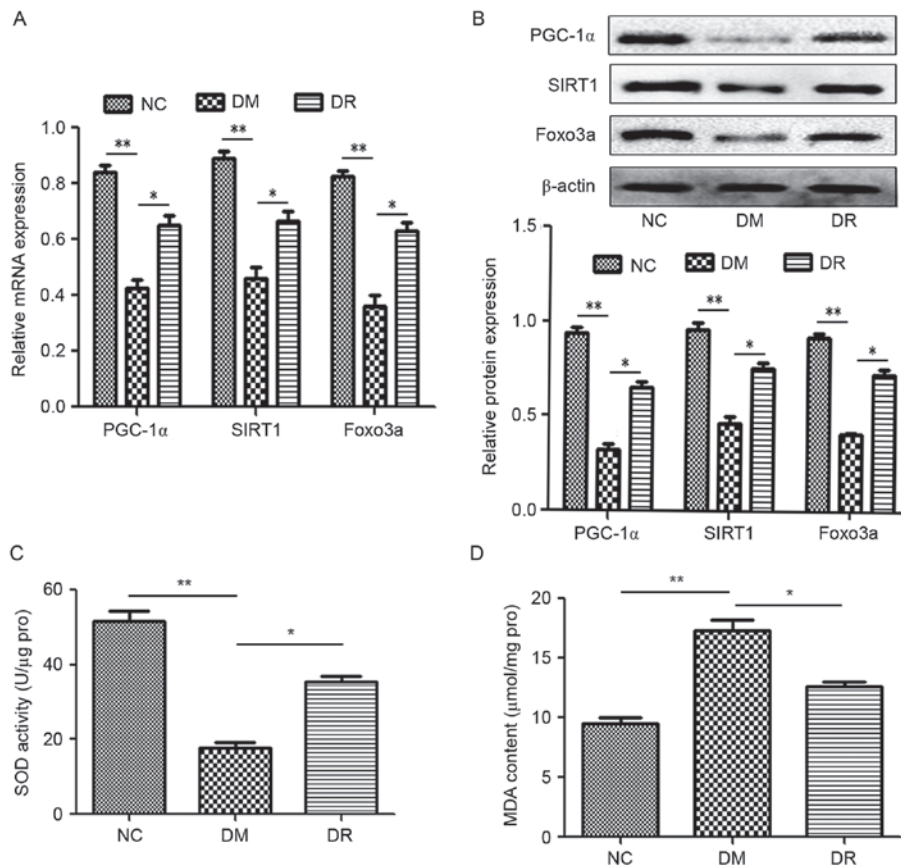 A
NC DM DR
Relative mRNA expression
1.0
0.8
0.6
0.4
0.2
0.0
** * ** * ** *
PGC-1α SIRT1 Foxo3a
B
PGC-1α
SIRT1
Foxo3a
β-actin
NC DM DR
NC DM DR
Relative protein expression
1.5
1.0
0.5
0.0
** * ** * ** *
PGC-1α SIRT1 Foxo3a
C
SOD activity (U/μg pro)
60
40
20
0
** *
NC DM DR
D
MDA content (μmol/mg pro)
20
15
10
5
0
** *
NC DM DR